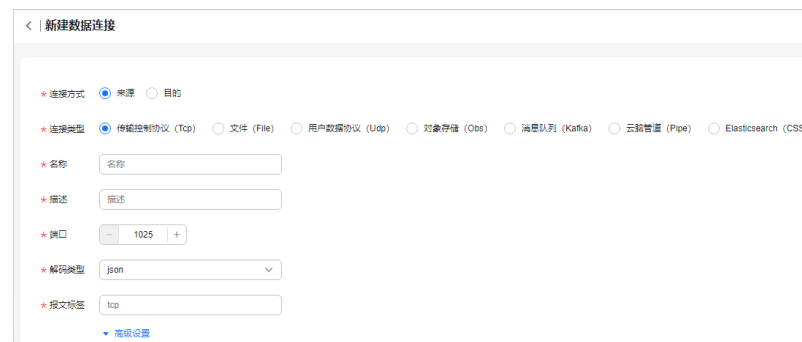 新建数据连接
* 连接方式 来源 目的
* 连接类型 传输控制协议（Tcp） 文件（File） 用户数据协议（Udp） 对象存储（Obs） 消息队列（Kafka） 云脑管道（Pipe） Elasticsearch（CSS
* 名称 名称
* 描述 描述
* 端口 − 1025 +
* 解码类型 json
* 报文标签 tcp
高级设置